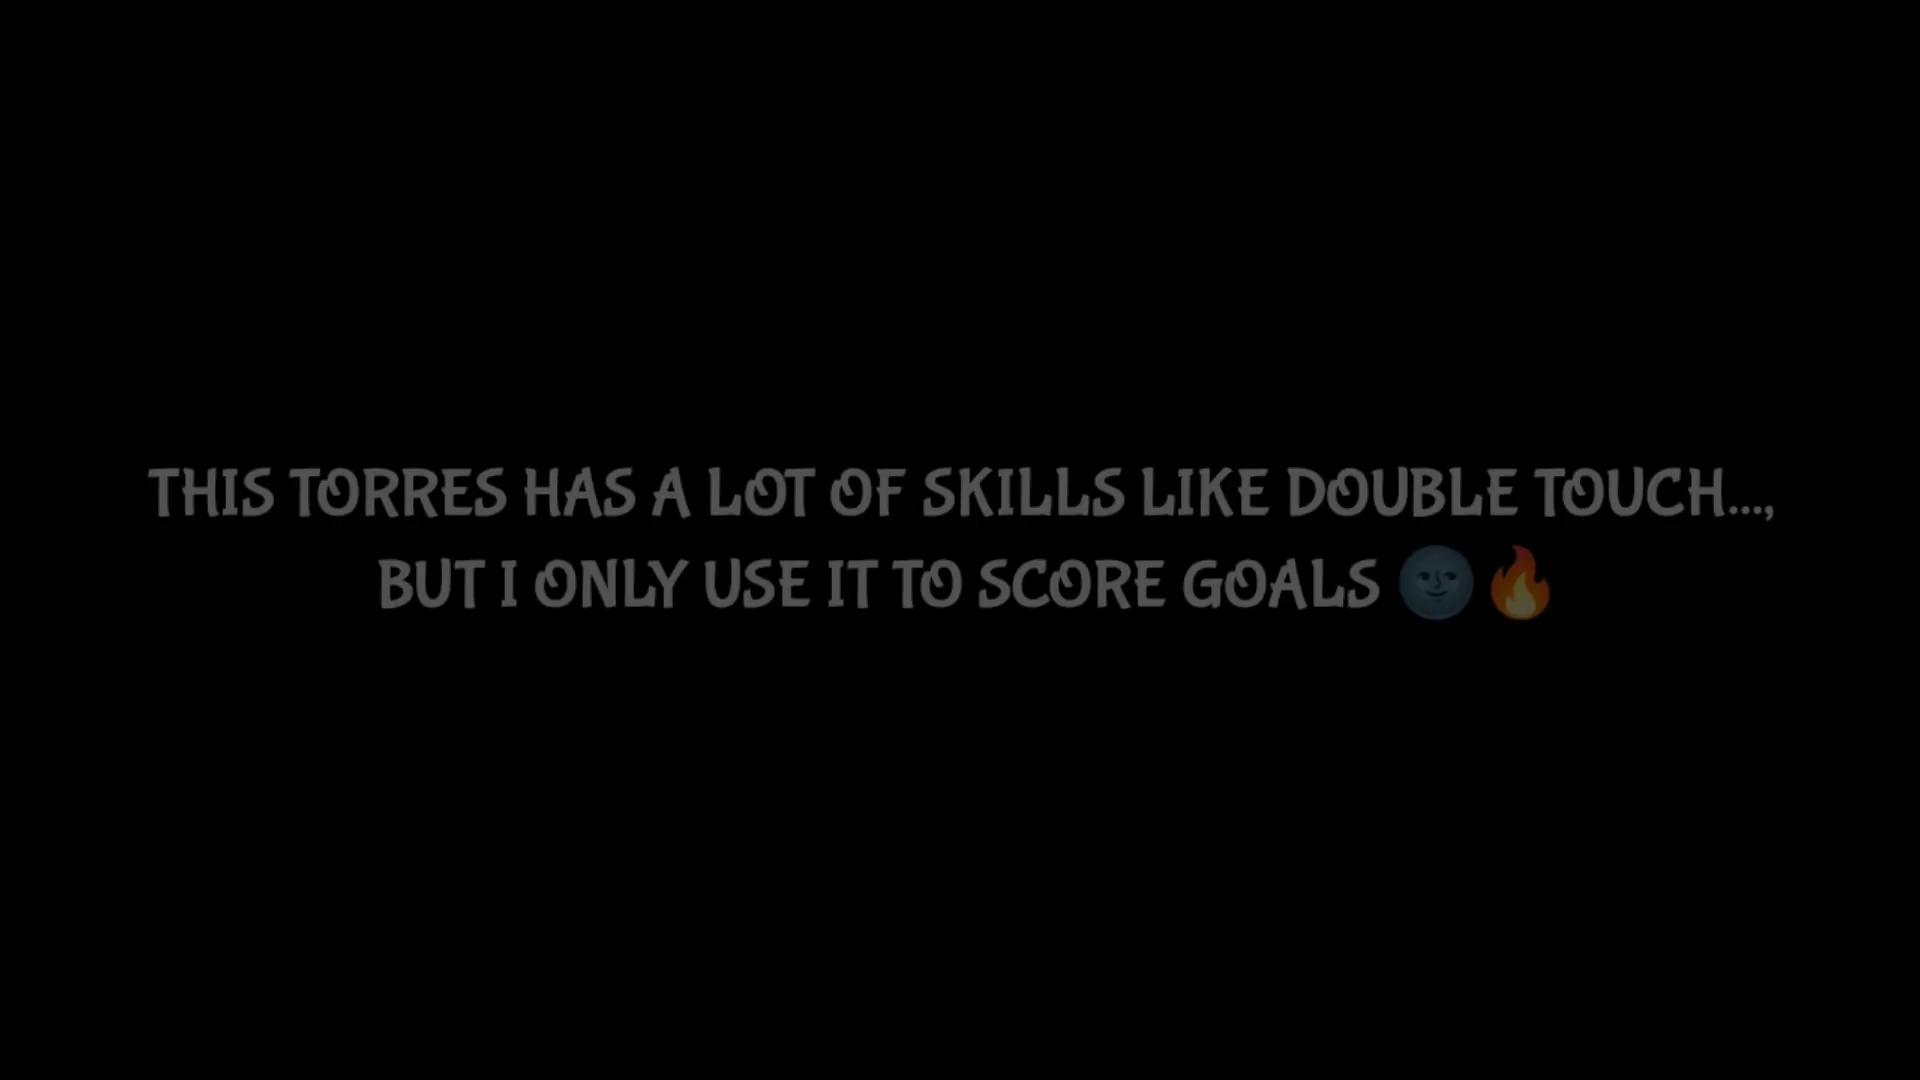 THIS TORRES HAS A LOT OF SKILLS LIKE DOUBLE TOUCH...,
BUT I ONLY USE IT TO SCORE GOALS 🌚🔥